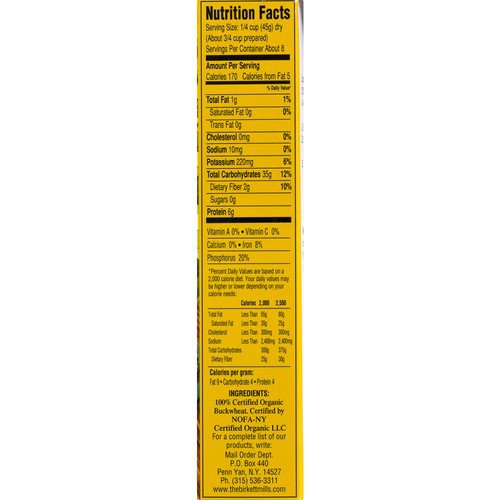 Nutrition Facts
Serving Size: 1/4 cup (45g) dry
(About 3/4 cup prepared)
Servings Per Container About 8
Amount Per Serving
Calories 170 Calories from Fat 5
% Daily Value*
Total Fat 1g 1%
Saturated Fat 0g 0%
Trans Fat 0g
Cholesterol 0mg 0%
Sodium 10mg 0%
Potassium 220mg 6%
Total Carbohydrates 35g 12%
Dietary Fiber 2g 10%
Sugars 0g
Protein 6g
Vitamin A 0% • Vitamin C 0%
Calcium 0% • Iron 8%
Phosphorus 20%
*Percent Daily Values are based on a
2,000 calorie diet. Your daily values may
be higher or lower depending on your
calorie needs:
Calories 2,000 2,500
Total Fat Less Than 65g 80g
Saturated Fat Less Than 20g 25g
Cholesterol Less Than 300mg 300mg
Sodium Less Than 2,400mg 2,400mg
Total Carbohydrates 300g 375g
Dietary Fiber 25g 30g
Calories per gram:
Fat 9 • Carbohydrate 4 • Protein 4
INGREDIENTS:
100% Certified Organic
Buckwheat. Certified by
NOFA-NY
Certified Organic LLC
For a complete list of our
products, write:
Mail Order Dept.
P.O. Box 440
Penn Yan, N.Y. 14527
Ph. (315) 536-3311
www.thebirkettmills.com